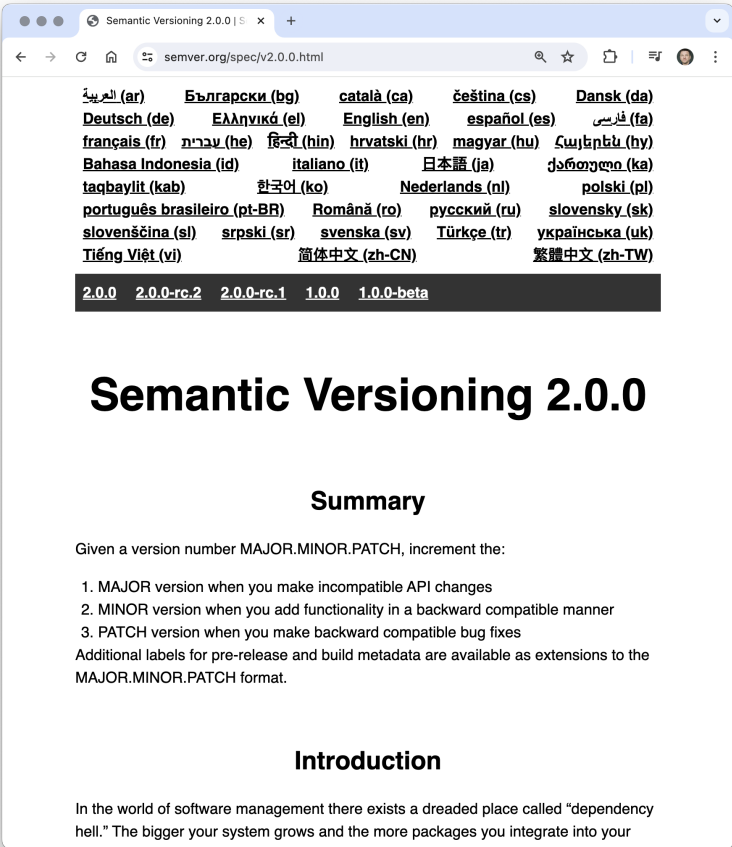 Semantic Versioning 2.0.0 | S
semver.org/spec/v2.0.0.html
العربية (ar) Български (bg) català (ca) čeština (cs) Dansk (da)
Deutsch (de) Ελληνικά (el) English (en) español (es) فارسی (fa)
français (fr) עברית (he) हिन्दी (hin) hrvatski (hr) magyar (hu) Հայերեն (hy)
Bahasa Indonesia (id) italiano (it) 日本語 (ja) ქართული (ka)
taqbaylit (kab) 한국어 (ko) Nederlands (nl) polski (pl)
português brasileiro (pt-BR) Română (ro) русский (ru) slovensky (sk)
slovenščina (sl) srpski (sr) svenska (sv) Türkçe (tr) українська (uk)
Tiếng Việt (vi) 简体中文 (zh-CN) 繁體中文 (zh-TW)
2.0.0 2.0.0-rc.2 2.0.0-rc.1 1.0.0 1.0.0-beta
Semantic Versioning 2.0.0
Summary
Given a version number MAJOR.MINOR.PATCH, increment the:
1. MAJOR version when you make incompatible API changes
2. MINOR version when you add functionality in a backward compatible manner
3. PATCH version when you make backward compatible bug fixes
Additional labels for pre-release and build metadata are available as extensions to the
MAJOR.MINOR.PATCH format.
Introduction
In the world of software management there exists a dreaded place called “dependency
hell.” The bigger your system grows and the more packages you integrate into your